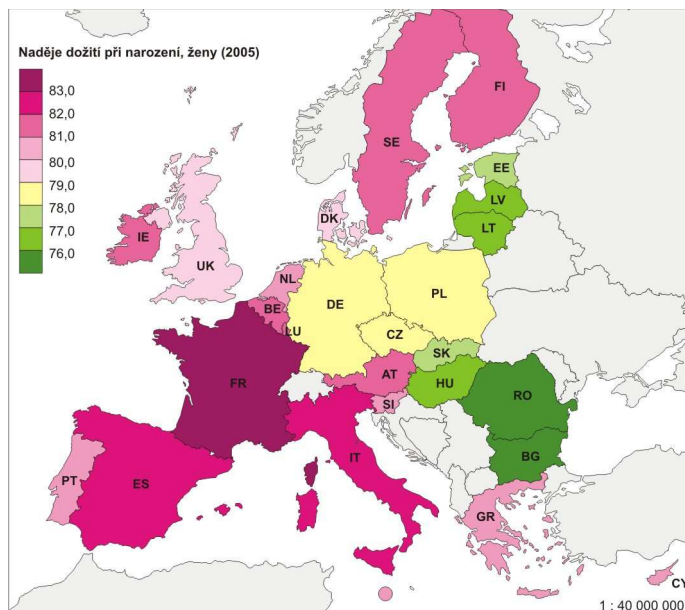 Naděje dožití při narození, ženy (2005)
83,0
82,0
81,0
80,0
79,0
78,0
77,0
76,0
FI
SE
EE
LV
LT
DK
IE
UK
NL
BE
LU
DE
PL
CZ
SK
AT
HU
SI
FR
RO
BG
IT
PT
ES
GR
CY
1 : 40 000 000